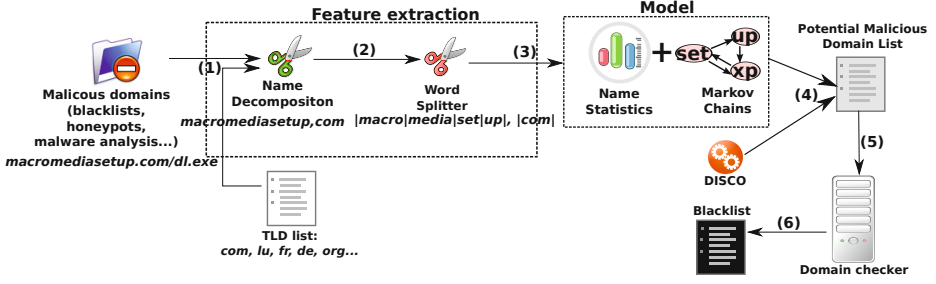 Feature extraction
Model
Potential Malicious
Domain List
(1)
(2)
(3)
(4)
(5)
(6)
Malicous domains
(blacklists,
honeypots,
malware analysis...)
macromediasetup.com/dl.exe
Name
Decompositon
macromediasetup,com
Word
Splitter
|macro|media|set|up|, |com|
Name
Statistics
+
set
up
xp
Markov
Chains
DISCO
TLD list:
com, lu, fr, de, org...
Blacklist
Domain checker